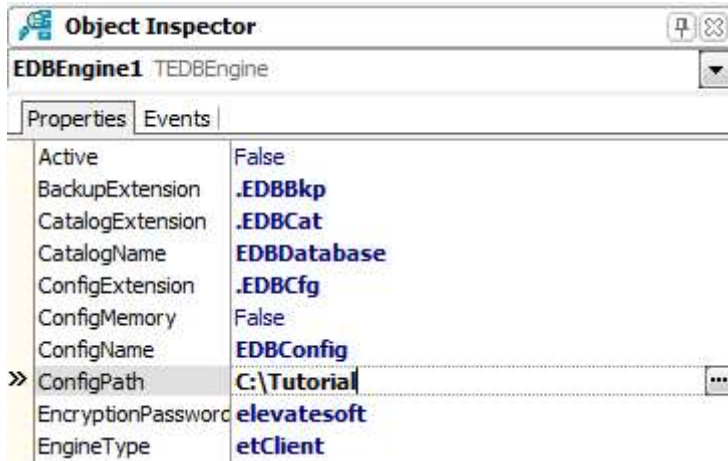 Object Inspector
EDBEngine1 TEDBEngine
Properties Events
Active False
BackupExtension .EDBBkp
CatalogExtension .EDBCat
CatalogName EDBDatabase
ConfigExtension .EDBCfg
ConfigMemory False
ConfigName EDBConfig
» ConfigPath C:\Tutorial ...
EncryptionPassword elevatesoft
EngineType etClient